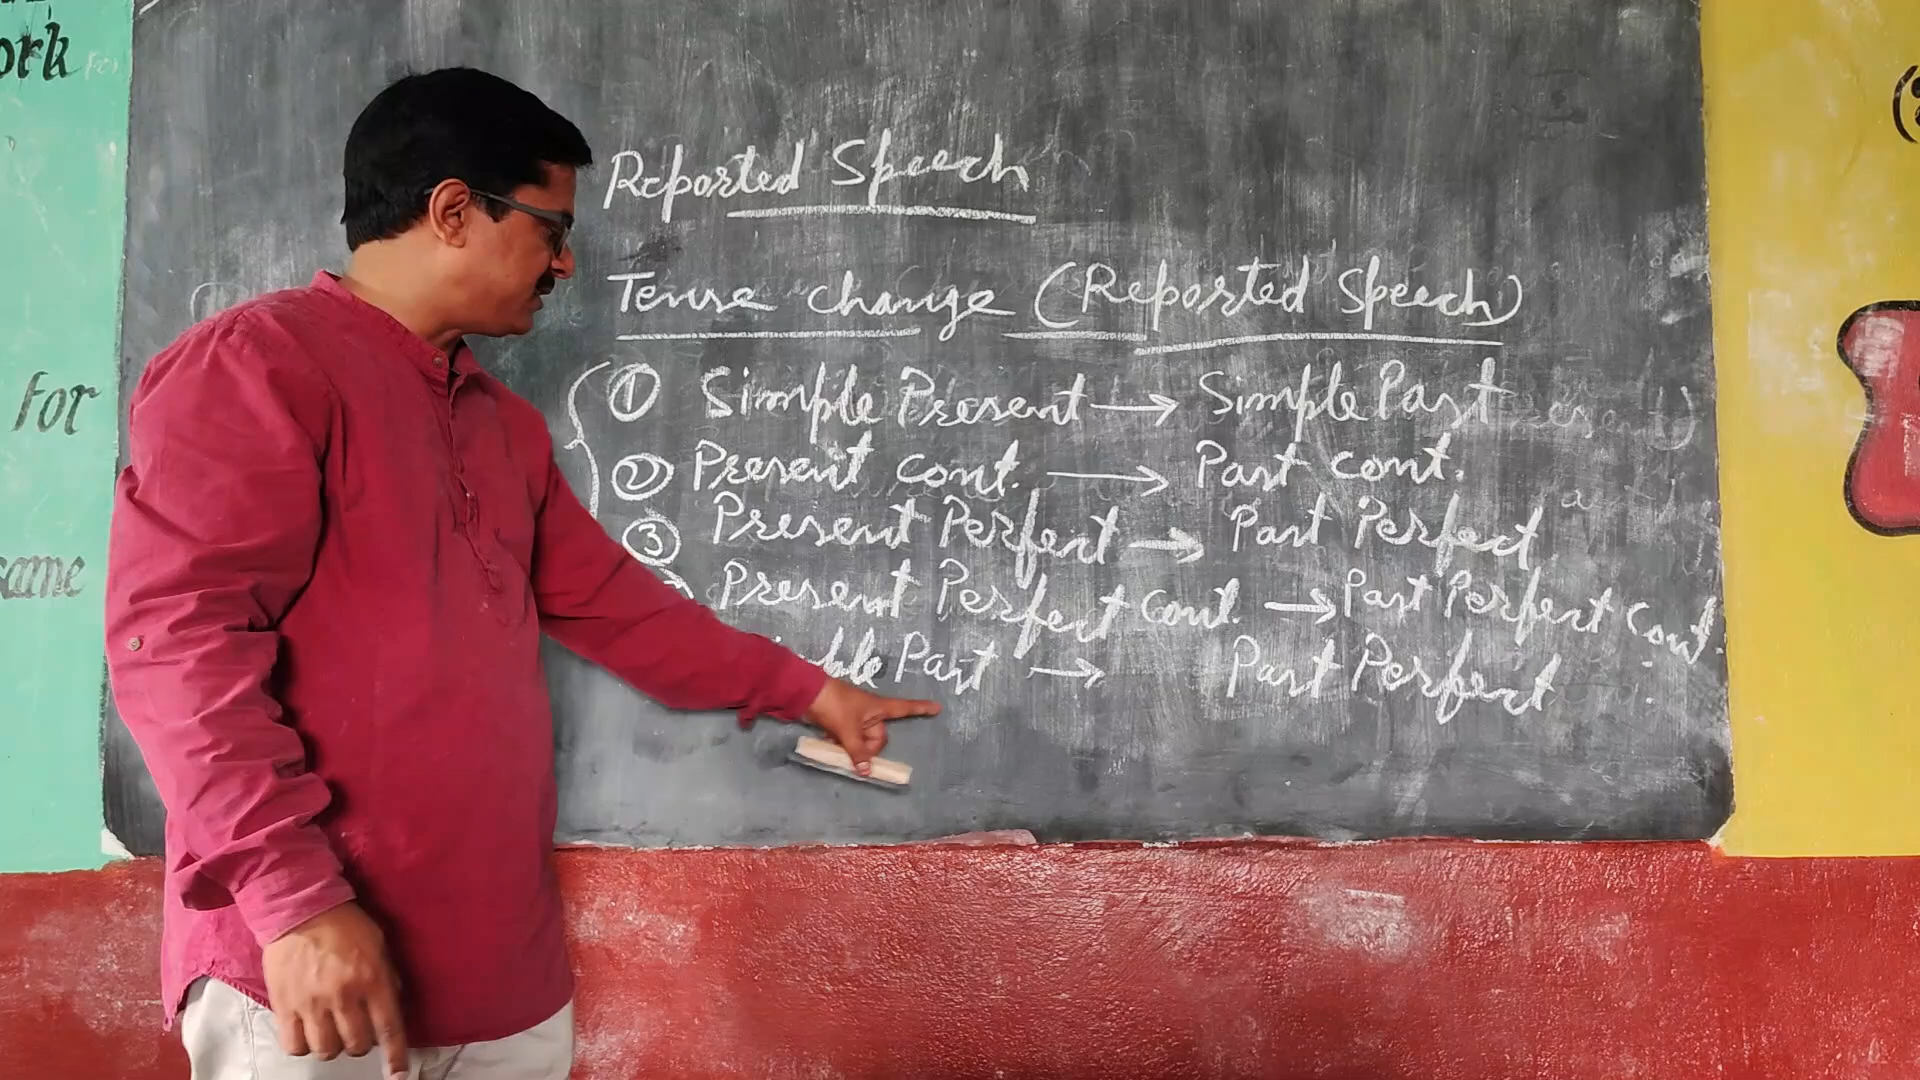 ork
for
same
Reported Speech
Tense change (Reported Speech)
① Simple Present → Simple Past
② Present cont. → Past cont.
③ Present Perfect → Past Perfect
Present Perfect cont. → Past Perfect cont.
Past → Past Perfect